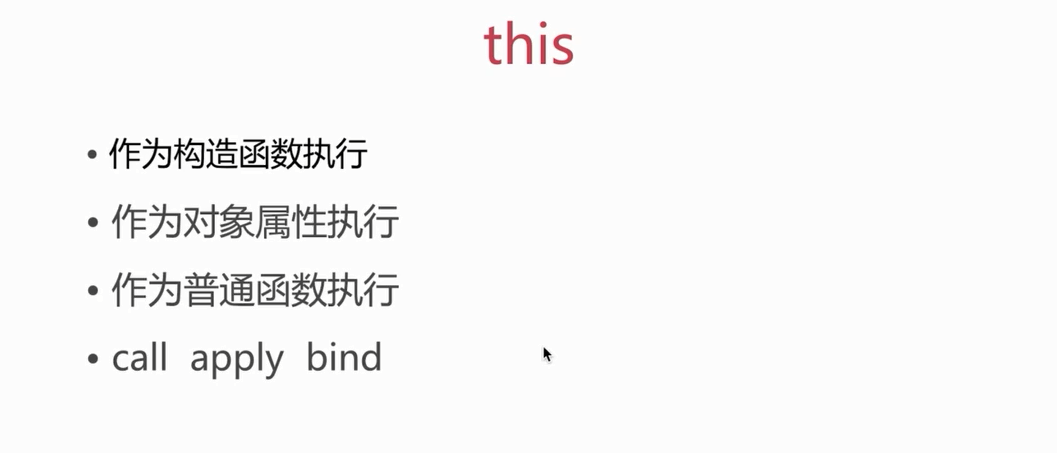 this
• 作为构造函数执行
• 作为对象属性执行
• 作为普通函数执行
• call apply bind